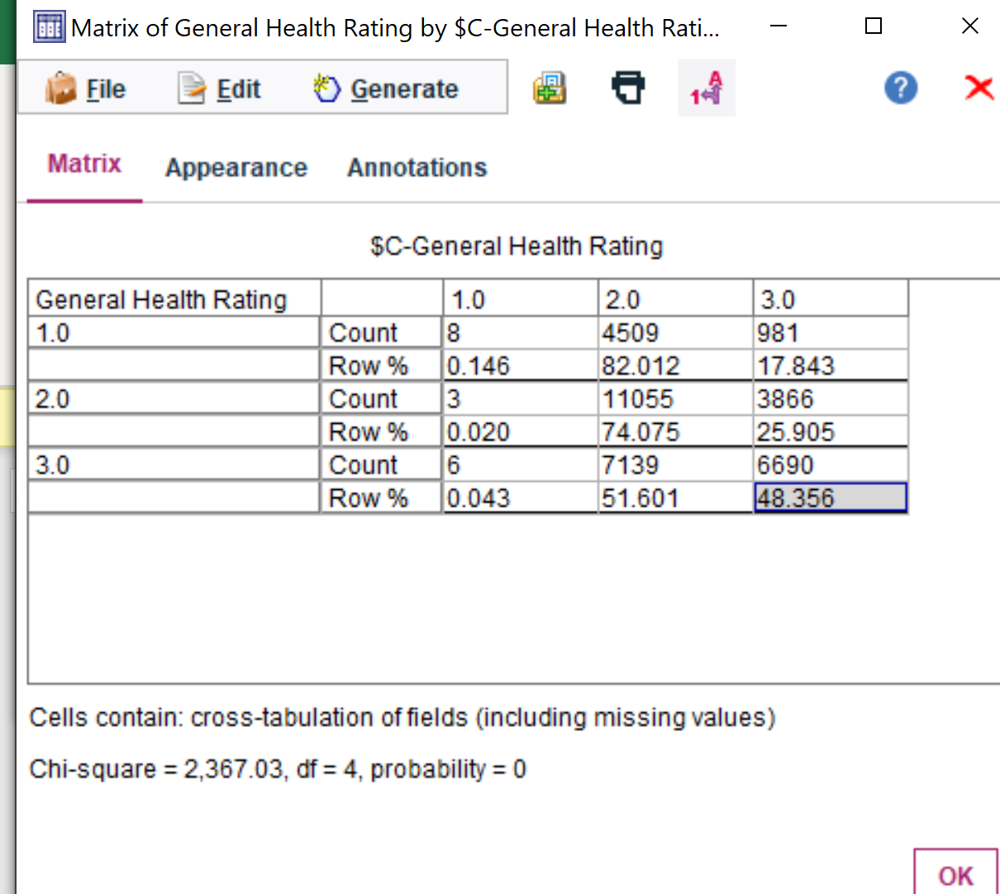 Matrix of General Health Rating by $C-General Health Rati...
File Edit Generate
Matrix Appearance Annotations
$C-General Health Rating
General Health Rating 1.0 2.0 3.0
1.0 Count 8 4509 981
Row % 0.146 82.012 17.843
2.0 Count 3 11055 3866
Row % 0.020 74.075 25.905
3.0 Count 6 7139 6690
Row % 0.043 51.601 48.356
Cells contain: cross-tabulation of fields (including missing values)
Chi-square = 2,367.03, df = 4, probability = 0
OK